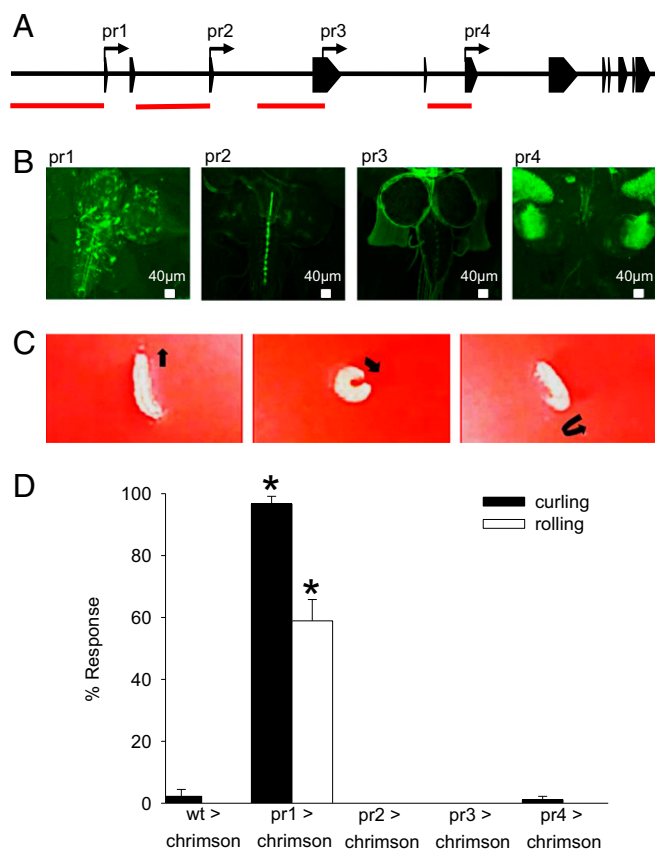 A
pr1 pr2 pr3 pr4
B
pr1 pr2 pr3 pr4
40µm 40µm 40µm 40µm
C
D
* *
curling
rolling
% Response
100
80
60
40
20
0
wt > pr1 > pr2 > pr3 > pr4 >
chrimson chrimson chrimson chrimson chrimson